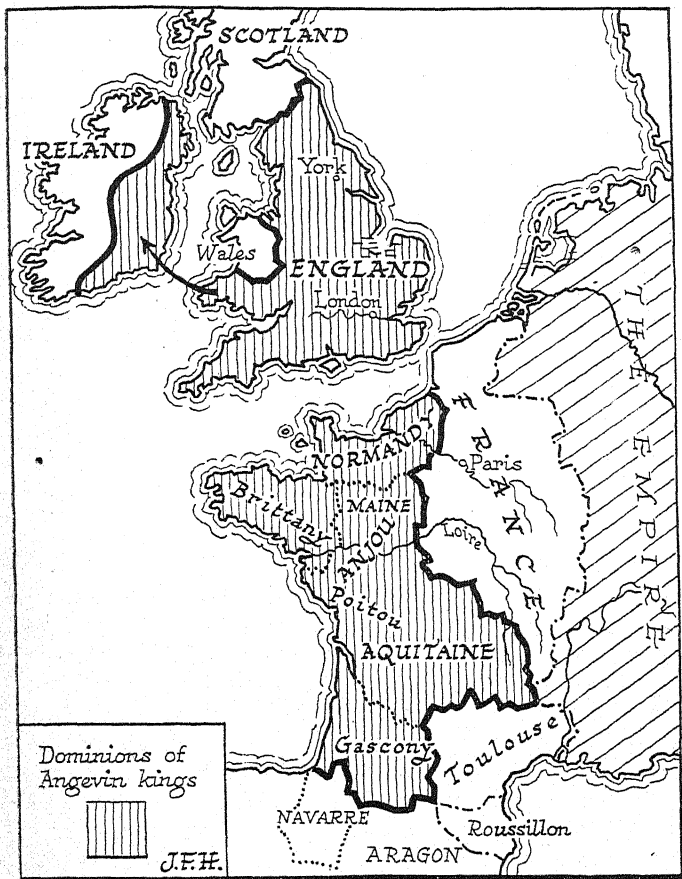 SCOTLAND
IRELAND
York
Wales
ENGLAND
London
THE EMPIRE
FRANCE
NORMANDY
Paris
Brittany
MAINE
ANJOU
Loire
Poitou
AQUITAINE
Gascony
Toulouse
Dominions of
Angevin kings
J.F.H.
NAVARRE
Roussillon
ARAGON